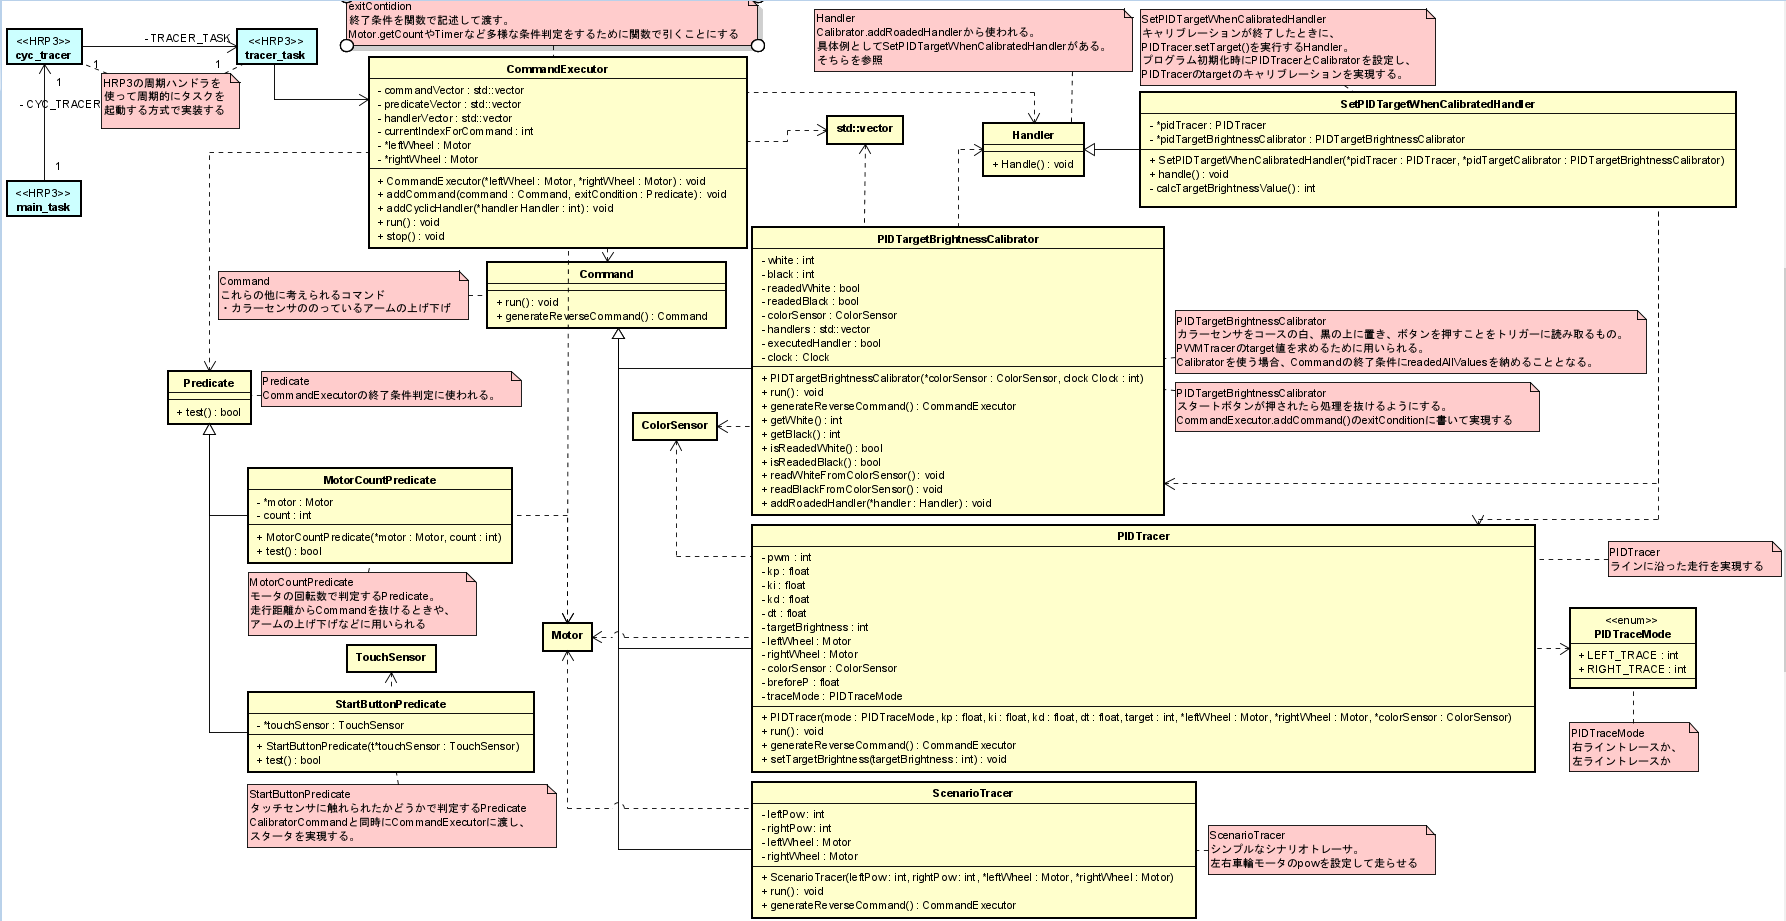 exitContidion
終了条件を関数で記述して渡す。
Motor.getCountやTimerなど多様な条件判定をするために関数で引くことにする
<<HRP3>>
cyc_tracer
- TRACER_TASK
1
1
<<HRP3>>
tracer_task
HRP3の周期ハンドラを
使って周期的にタスクを
起動する方式で実装する
1
- CYC_TRACER
1
<<HRP3>>
main_task
CommandExecutor
- commandVector : std::vector
- predicateVector : std::vector
- handlerVector : std::vector
- currentIndexForCommand : int
- *leftWheel : Motor
- *rightWheel : Motor
+ CommandExecutor(*leftWheel : Motor, *rightWheel : Motor) : void
+ addCommand(command : Command, exitCondition : Predicate) : void
+ addCyclicHandler(*handler Handler : int) : void
+ run() : void
+ stop() : void
Handler
Calibrator.addRoadedHandlerから使われる。
具体例としてSetPIDTargetWhenCalibratedHandlerがある。
そちらを参照
SetPIDTargetWhenCalibratedHandler
キャリブレーションが終了したときに、
PIDTracer.setTarget()を実行するHandler。
プログラム初期化時にPIDTracerとCalibratorを設定し、
PIDTracerのtargetのキャリブレーションを実現する。
std::vector
Handler
+ Handle() : void
SetPIDTargetWhenCalibratedHandler
- *pidTracer : PIDTracer
- *pidTargetBrightnessCalibrator : PIDTargetBrightnessCalibrator
+ SetPIDTargetWhenCalibratedHandler(*pidTracer : PIDTracer, *pidTargetCalibrator : PIDTargetBrightnessCalibrator)
+ handle() : void
- calcTargetBrightnessValue() : int
Command
これらの他に考えられるコマンド
・カラーセンサののっているアームの上げ下げ
Command
+ run() : void
+ generateReverseCommand() : Command
PIDTargetBrightnessCalibrator
- white : int
- black : int
- readedWhite : bool
- readedBlack : bool
- colorSensor : ColorSensor
- handlers : std::vector
- executedHandler : bool
- clock : Clock
+ PIDTargetBrightnessCalibrator(*colorSensor : ColorSensor, clock Clock : int)
+ run() : void
+ generateReverseCommand() : CommandExecutor
+ getWhite() : int
+ getBlack() : int
+ isReadedWhite() : bool
+ isReadedBlack() : bool
+ readWhiteFromColorSensor() : void
+ readBlackFromColorSensor() : void
+ addRoadedHandler(*handler : Handler) : void
PIDTargetBrightnessCalibrator
カラーセンサをコースの白、黒の上に置き、ボタンを押すことをトリガーに読み取るもの。
PWMTracerのtarget値を求めるために用いられる。
Calibratorを使う場合、Commandの終了条件にreadedAllValuesを納めることとなる。
PIDTargetBrightnessCalibrator
スタートボタンが押されたら処理を抜けるようにする。
CommandExecutor.addCommand()のexitConditionに書いて実現する
Predicate
+ test() : bool
Predicate
CommandExecutorの終了条件判定に使われる。
ColorSensor
MotorCountPredicate
- *motor : Motor
- count : int
+ MotorCountPredicate(*motor : Motor, count : int)
+ test() : bool
MotorCountPredicate
モータの回転数で判定するPredicate。
走行距離からCommandを抜けるときや、
アームの上げ下げなどに用いられる
Motor
TouchSensor
StartButtonPredicate
- *touchSensor : TouchSensor
+ StartButtonPredicate(t*touchSensor : TouchSensor)
+ test() : bool
StartButtonPredicate
タッチセンサに触れられたかどうかで判定するPredicate
CalibratorCommandと同時にCommandExecutorに渡し、
スタータを実現する。
PIDTracer
- pwm : int
- kp : float
- ki : float
- kd : float
- dt : float
- targetBrightness : int
- leftWheel : Motor
- rightWheel : Motor
- colorSensor : ColorSensor
- breforeP : float
- traceMode : PIDTraceMode
+ PIDTracer(mode : PIDTraceMode, kp : float, ki : float, kd : float, dt : float, target : int, *leftWheel : Motor, *rightWheel : Motor, *colorSensor : ColorSensor)
+ run() : void
+ generateReverseCommand() : CommandExecutor
+ setTargetBrightness(targetBrightness : int) : void
PIDTracer
ラインに沿った走行を実現する
<<enum>>
PIDTraceMode
+ LEFT_TRACE : int
+ RIGHT_TRACE : int
PIDTraceMode
右ライントレースか、
左ライントレースか
ScenarioTracer
- leftPow : int
- rightPow : int
- leftWheel : Motor
- rightWheel : Motor
+ ScenarioTracer(leftPow : int, rightPow : int, *leftWheel : Motor, *rightWheel : Motor)
+ run() : void
+ generateReverseCommand() : CommandExecutor
ScenarioTracer
シンプルなシナリオトレーサ。
左右車輪モータのpowを設定して走らせる